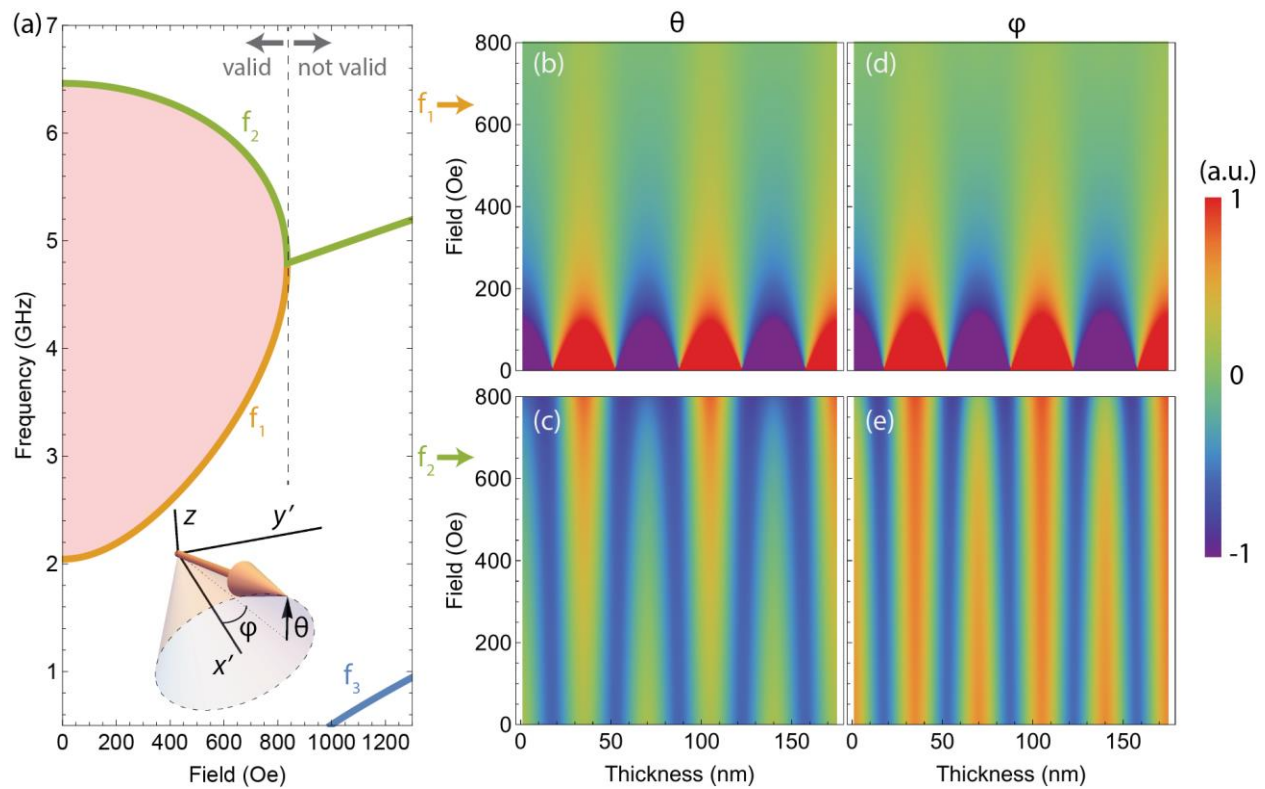 (a)
7
6
5
4
3
2
1
Frequency (GHz)
valid
not valid
f2
f1
f3
z
y'
x'
φ
θ
0 200 400 600 800 1000 1200
Field (Oe)
f1
f2
θ
φ
(b)
800
600
400
200
0
Field (Oe)
(d)
(c)
800
600
400
200
0
Field (Oe)
0 50 100 150
Thickness (nm)
(e)
0 50 100 150
Thickness (nm)
(a.u.)
1
0
-1